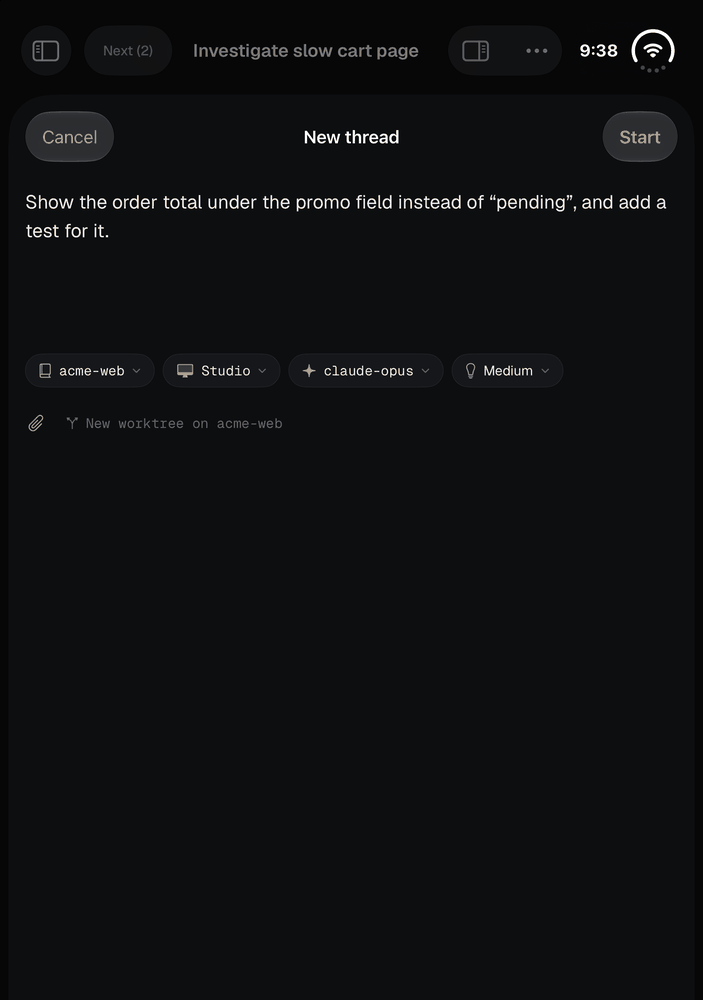 Next (2) Investigate slow cart page 9:38
Cancel New thread Start
Show the order total under the promo field instead of “pending”, and add a
test for it.
acme-web Studio claude-opus Medium
New worktree on acme-web